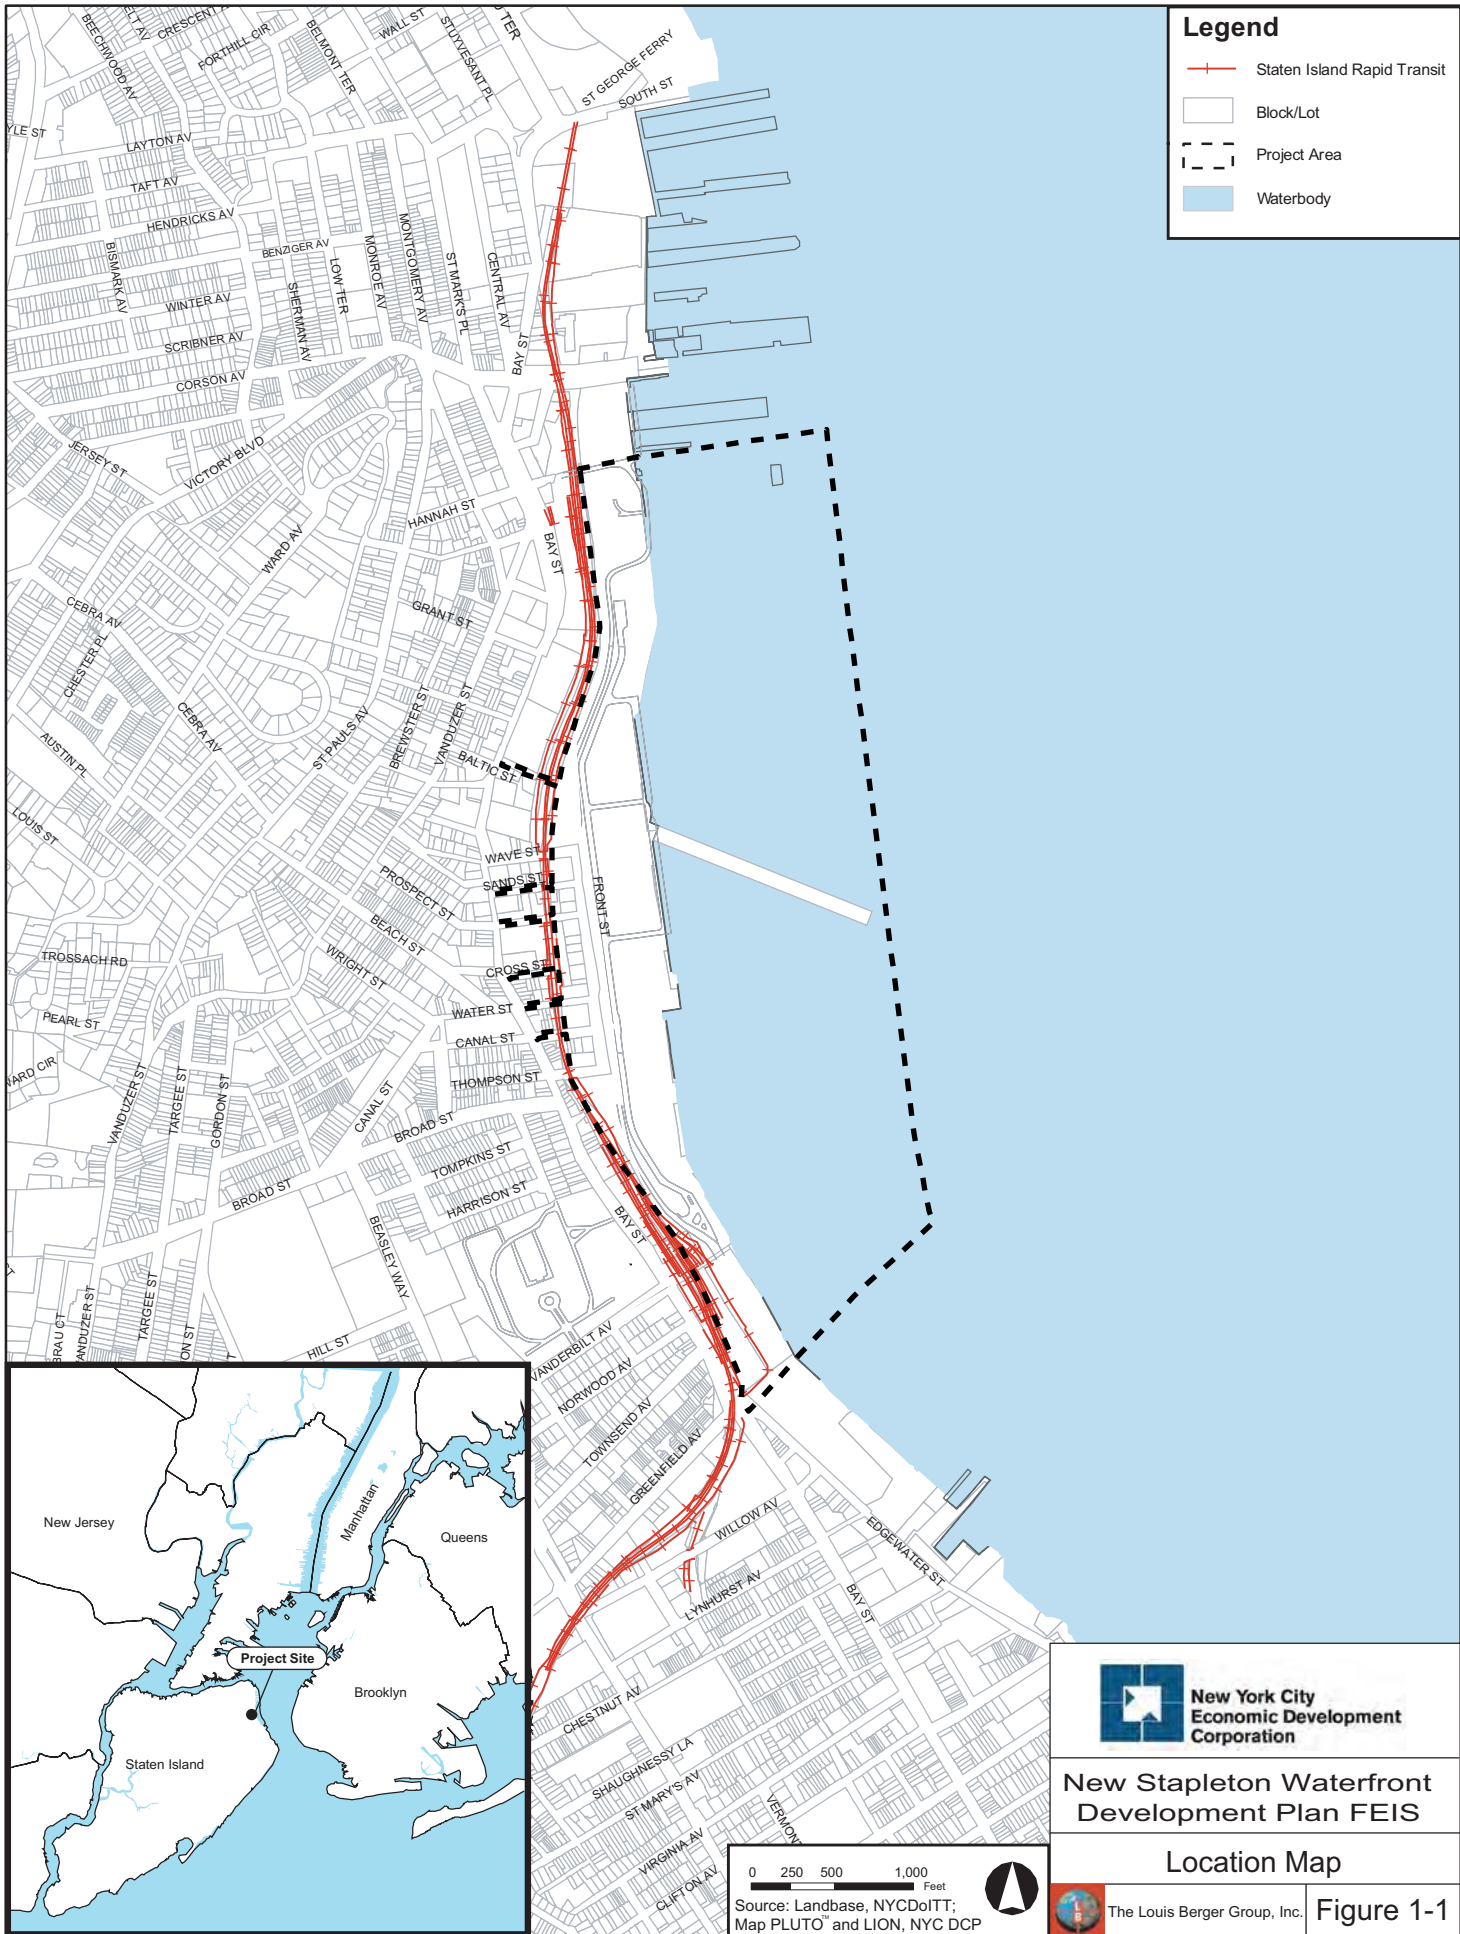 Legend
Staten Island Rapid Transit
Block/Lot
Project Area
Waterbody
BEECHWOOD AV
CRESCENT
FORTHILL CIR
BELMONT TER
WALL ST
STUYVESANT PL
TER
ST GEORGE FERRY
SOUTH ST
LAYTON AV
TAFT AV
HENDRICKS AV
BISMARK AV
BENZIGER AV
WINTER AV
SHERMAN AV
LOW TER
MONROE AV
MONTGOMERY AV
ST MARK'S PL
CENTRAL AV
SCRIBNER AV
BAY ST
CORSON AV
JERSEY ST
VICTORY BLVD
HANNAH ST
WARD AV
BAY ST
CEBRA AV
GRANT ST
CHESTER PL
CEBRA AV
ST PAULS AV
BREWSTER ST
VANDUZER ST
AUSTIN PL
BALTIC ST
LOUIS ST
WAVE ST
SANDS ST
PROSPECT ST
FRONT ST
BEACH ST
WRIGHT ST
TROSSACH RD
CROSS ST
WATER ST
PEARL ST
CANAL ST
WARD CIR
VANDUZER ST
TARGEE ST
GORDON ST
CANAL ST
THOMPSON ST
BROAD ST
TOMPKINS ST
BROAD ST
HARRISON ST
BAY ST
BEASLEY WAY
VANDUZER ST
TARGEE ST
HILL ST
VANDERBILT AV
NORWOOD AV
TOWNSEND AV
GREENFIELD AV
WILLOW AV
EDGEWATER ST
LYNHURST AV
BAY ST
CHESTNUT AV
SHAUGHNESSY LA
ST MARY'S AV
VERMONT
VIRGINIA AV
CLIFTON AV
New Jersey
Manhattan
Queens
Project Site
Brooklyn
Staten Island
0 250 500 1,000
Feet
Source: Landbase, NYCDoITT;
Map PLUTO™ and LION, NYC DCP
New York City
Economic Development
Corporation
New Stapleton Waterfront
Development Plan FEIS
Location Map
The Louis Berger Group, Inc.
Figure 1-1